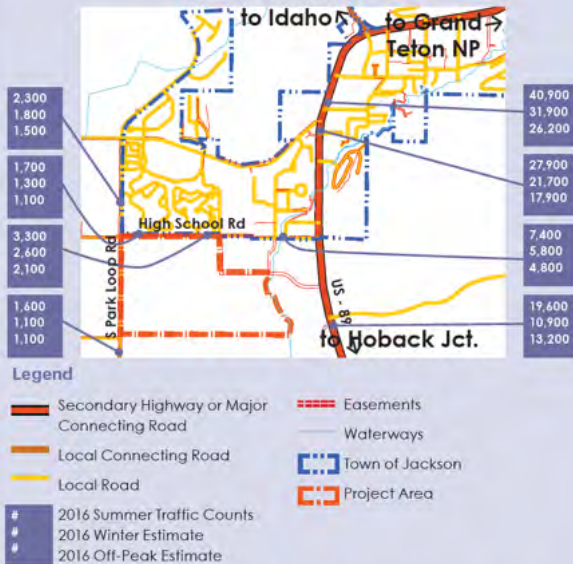 to Idaho
to Grand
Teton NP
2,300
1,800
1,500
1,700
1,300
1,100
3,300
2,600
2,100
1,600
1,100
1,100
High School Rd
S Park Loop Rd
US - 89
to Hoback Jct.
40,900
31,900
26,200
27,900
21,700
17,900
7,400
5,800
4,800
19,600
10,900
13,200
Legend
Secondary Highway or Major
Connecting Road
Local Connecting Road
Local Road
# 2016 Summer Traffic Counts
# 2016 Winter Estimate
# 2016 Off-Peak Estimate
Easements
Waterways
Town of Jackson
Project Area